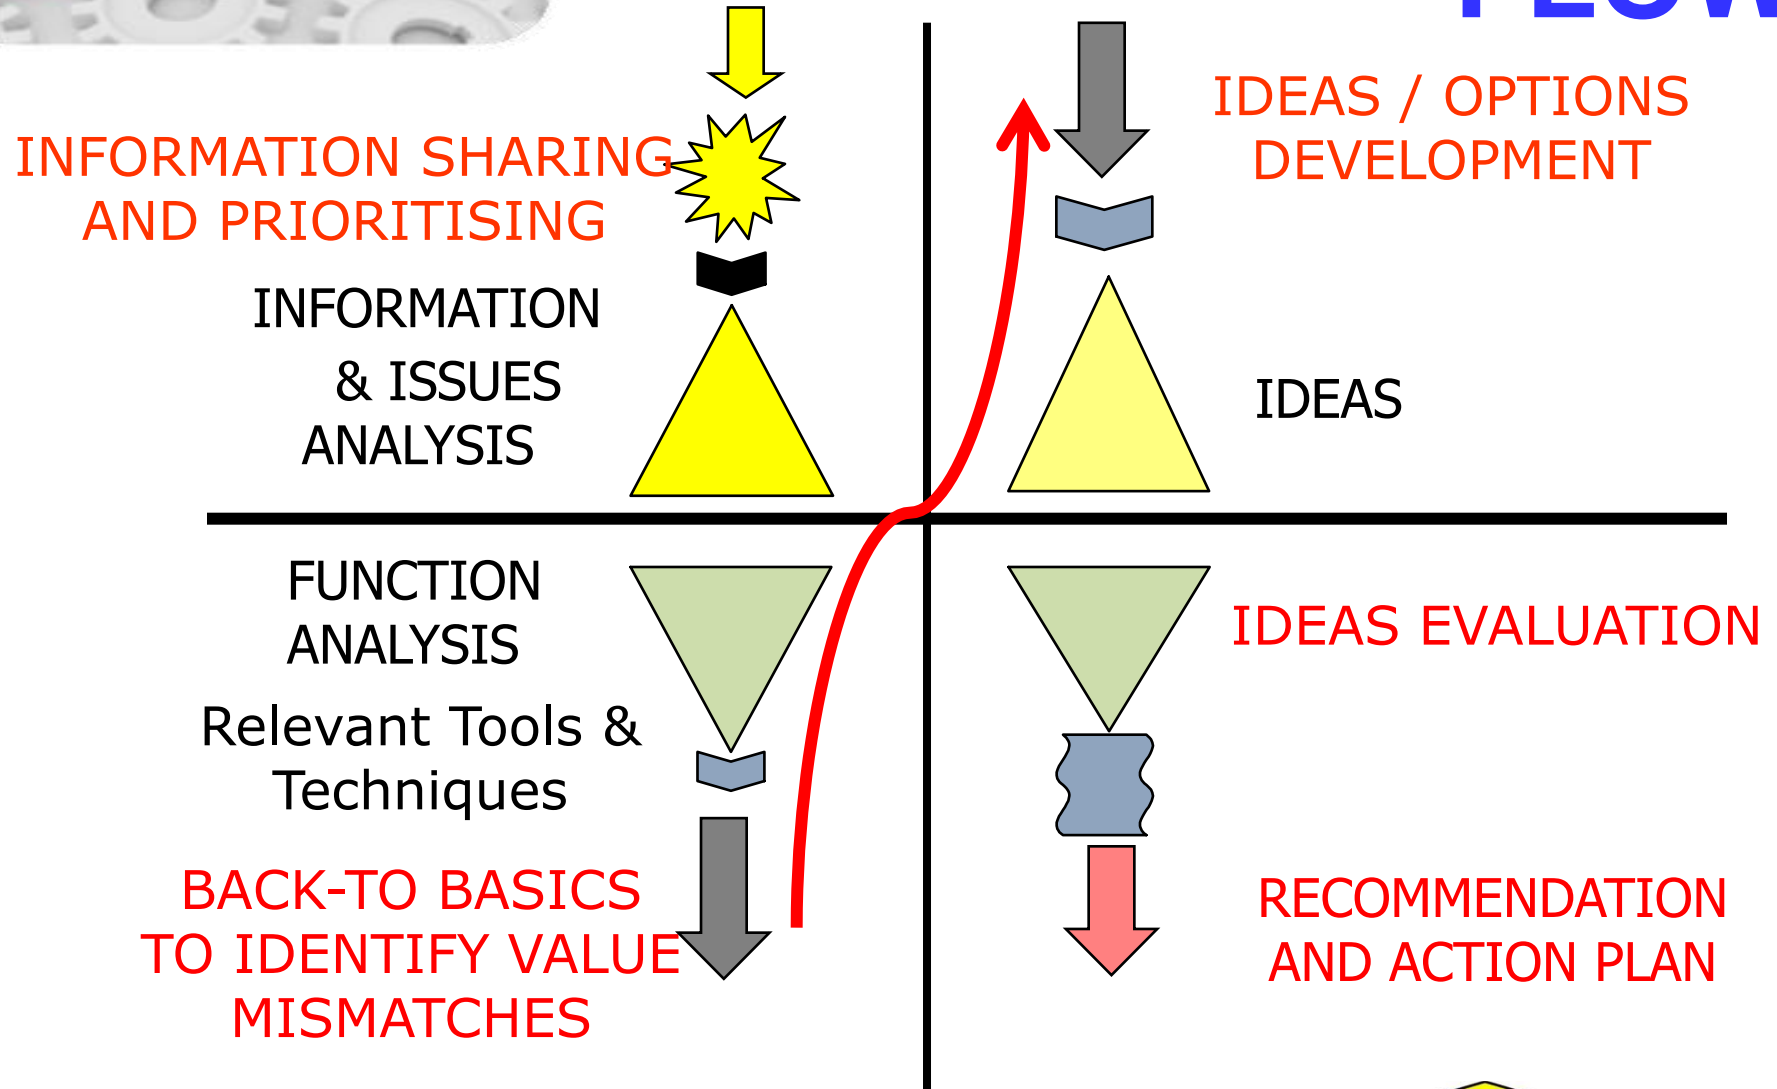 INFORMATION SHARING
AND PRIORITISING
INFORMATION
& ISSUES
ANALYSIS
FUNCTION
ANALYSIS
Relevant Tools &
Techniques
BACK-TO BASICS
TO IDENTIFY VALUE
MISMATCHES
IDEAS / OPTIONS
DEVELOPMENT
IDEAS
IDEAS EVALUATION
RECOMMENDATION
AND ACTION PLAN